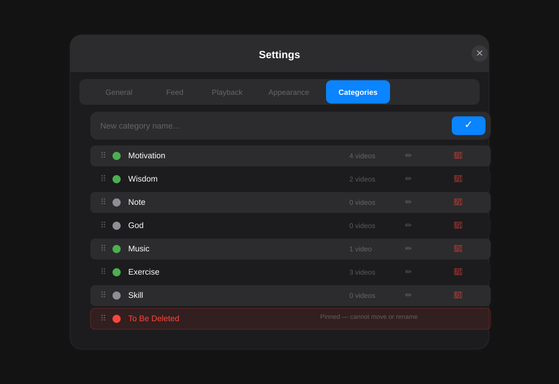 Settings
General Feed Playback Appearance Categories
New category name...
Motivation 4 videos
Wisdom 2 videos
Note 0 videos
God 0 videos
Music 1 video
Exercise 3 videos
Skill 0 videos
To Be Deleted Pinned — cannot move or rename